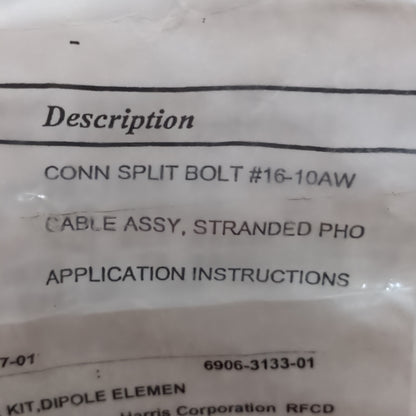 Description
CONN SPLIT BOLT #16-10AW
CABLE ASSY, STRANDED PHO
APPLICATION INSTRUCTIONS
7-01 6906-3133-01
KIT,DIPOLE ELEMEN
Harris Corporation RFCD